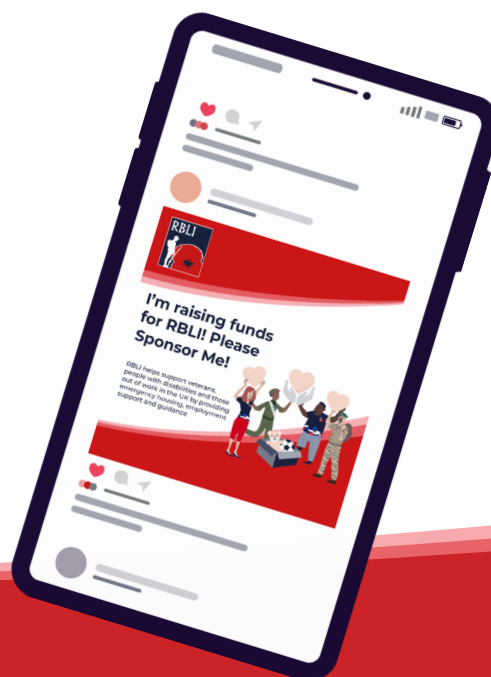 RBLI
I'm raising funds
for RBLI! Please
Sponsor Me!
RBLI helps support veterans,
people with disabilities and those
out of work in the UK by providing
emergency housing, employment
support and guidance